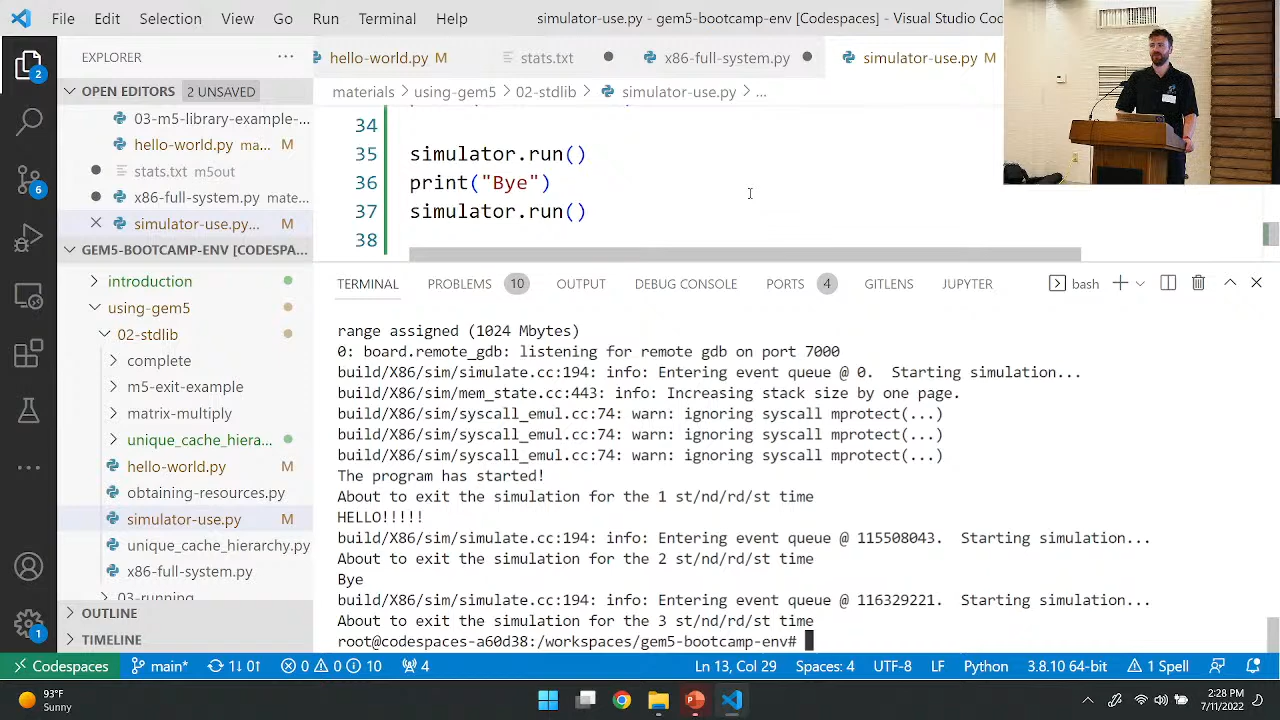 File Edit Selection View Go Run Terminal Help simulator-use.py - gem5-bootcamp-env [Codespaces] - Visual Studio Cod
EXPLORER ···
hello-world.py M stats.txt x86-full-system.py simulator-use.py M
OPEN EDITORS 2 UNSAVED
materials > using-gem5 > 02-stdlib > simulator-use.py > ...
03-m5-library-example-...
hello-world.py ma... M
stats.txt m5out
x86-full-system.py mate...
simulator-use.py... M
34
35 simulator.run()
36 print("Bye")
37 simulator.run()
38
GEM5-BOOTCAMP-ENV [CODESPA...
introduction
using-gem5
02-stdlib
complete
m5-exit-example
matrix-multiply
unique_cache_hiera...
hello-world.py M
obtaining-resources.py
simulator-use.py M
unique_cache_hierarchy.py
x86-full-system.py
03-running
OUTLINE
TIMELINE
TERMINAL PROBLEMS 10 OUTPUT DEBUG CONSOLE PORTS 4 GITLENS JUPYTER bash
range assigned (1024 Mbytes)
0: board.remote_gdb: listening for remote gdb on port 7000
build/X86/sim/simulate.cc:194: info: Entering event queue @ 0.  Starting simulation...
build/X86/sim/mem_state.cc:443: info: Increasing stack size by one page.
build/X86/sim/syscall_emul.cc:74: warn: ignoring syscall mprotect(...)
build/X86/sim/syscall_emul.cc:74: warn: ignoring syscall mprotect(...)
build/X86/sim/syscall_emul.cc:74: warn: ignoring syscall mprotect(...)
The program has started!
About to exit the simulation for the 1 st/nd/rd/st time
HELLO!!!!!
build/X86/sim/simulate.cc:194: info: Entering event queue @ 115508043.  Starting simulation...
About to exit the simulation for the 2 st/nd/rd/st time
Bye
build/X86/sim/simulate.cc:194: info: Entering event queue @ 116329221.  Starting simulation...
About to exit the simulation for the 3 st/nd/rd/st time
root@codespaces-a60d38:/workspaces/gem5-bootcamp-env#
2
6
1
Codespaces main* 1↓ 0↑ 0 0 10 4 Ln 13, Col 29 Spaces: 4 UTF-8 LF Python 3.8.10 64-bit 1 Spell
93°F
Sunny
2:28 PM
7/11/2022